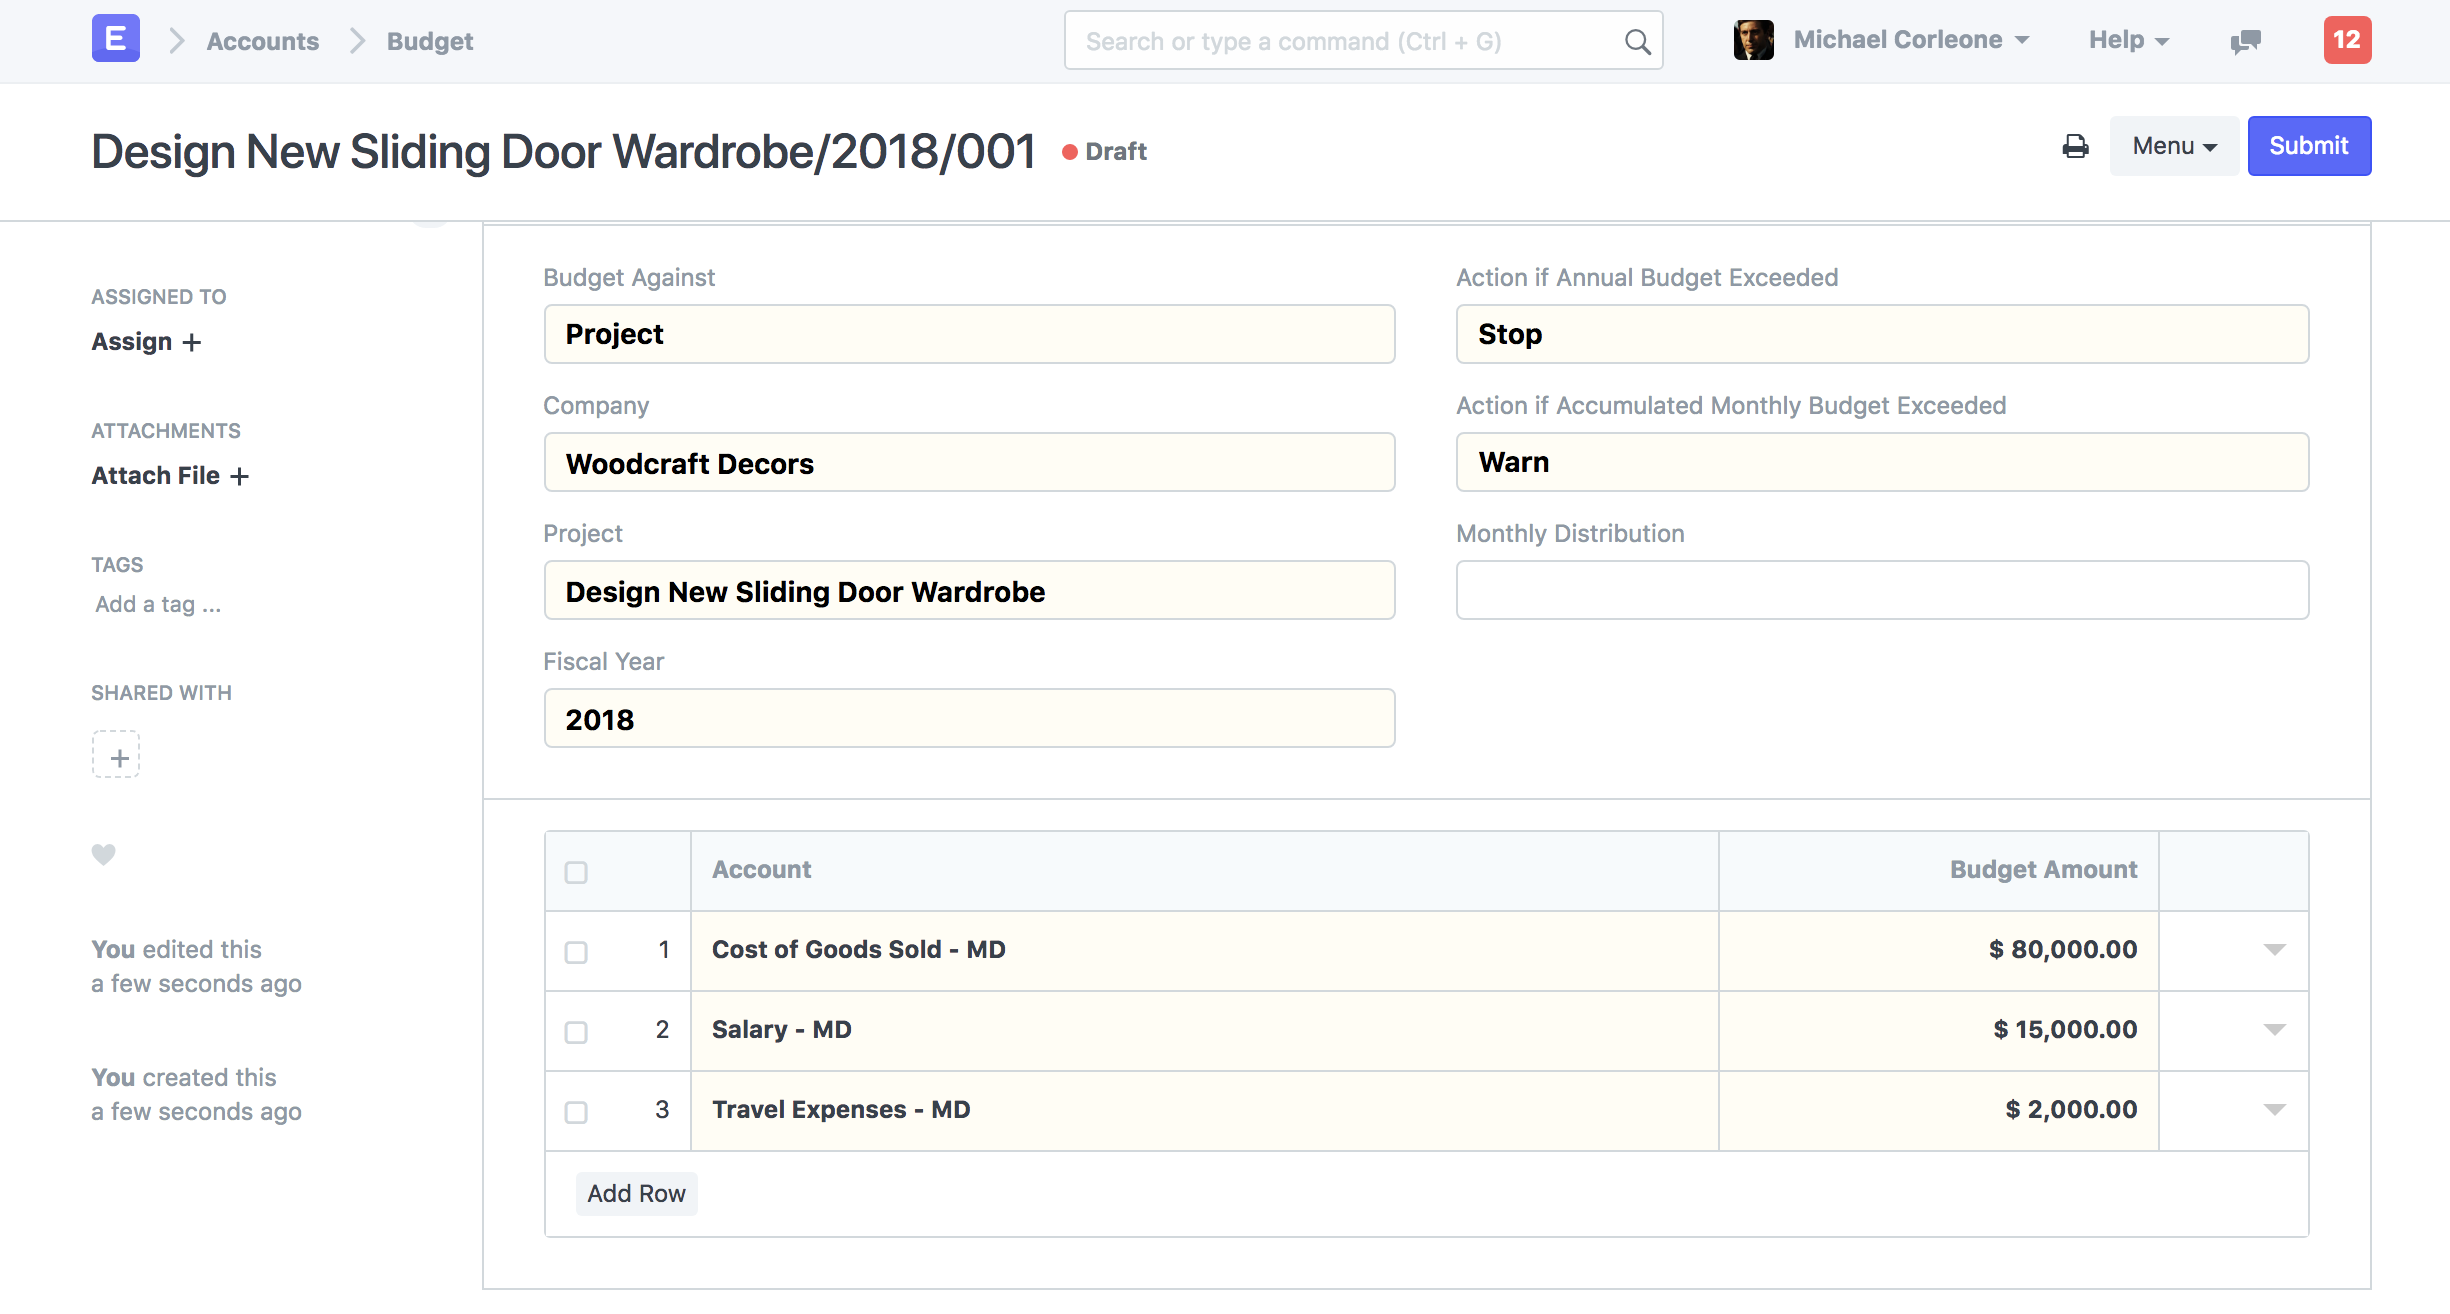 E Accounts Budget Search or type a command (Ctrl + G) Michael Corleone Help 12
Design New Sliding Door Wardrobe/2018/001 Draft Menu Submit
ASSIGNED TO
Assign +
ATTACHMENTS
Attach File +
TAGS
Add a tag ...
SHARED WITH
+
You edited this
a few seconds ago
You created this
a few seconds ago
Budget Against
Project
Company
Woodcraft Decors
Project
Design New Sliding Door Wardrobe
Fiscal Year
2018
Action if Annual Budget Exceeded
Stop
Action if Accumulated Monthly Budget Exceeded
Warn
Monthly Distribution
Account Budget Amount
1 Cost of Goods Sold - MD $ 80,000.00
2 Salary - MD $ 15,000.00
3 Travel Expenses - MD $ 2,000.00
Add Row